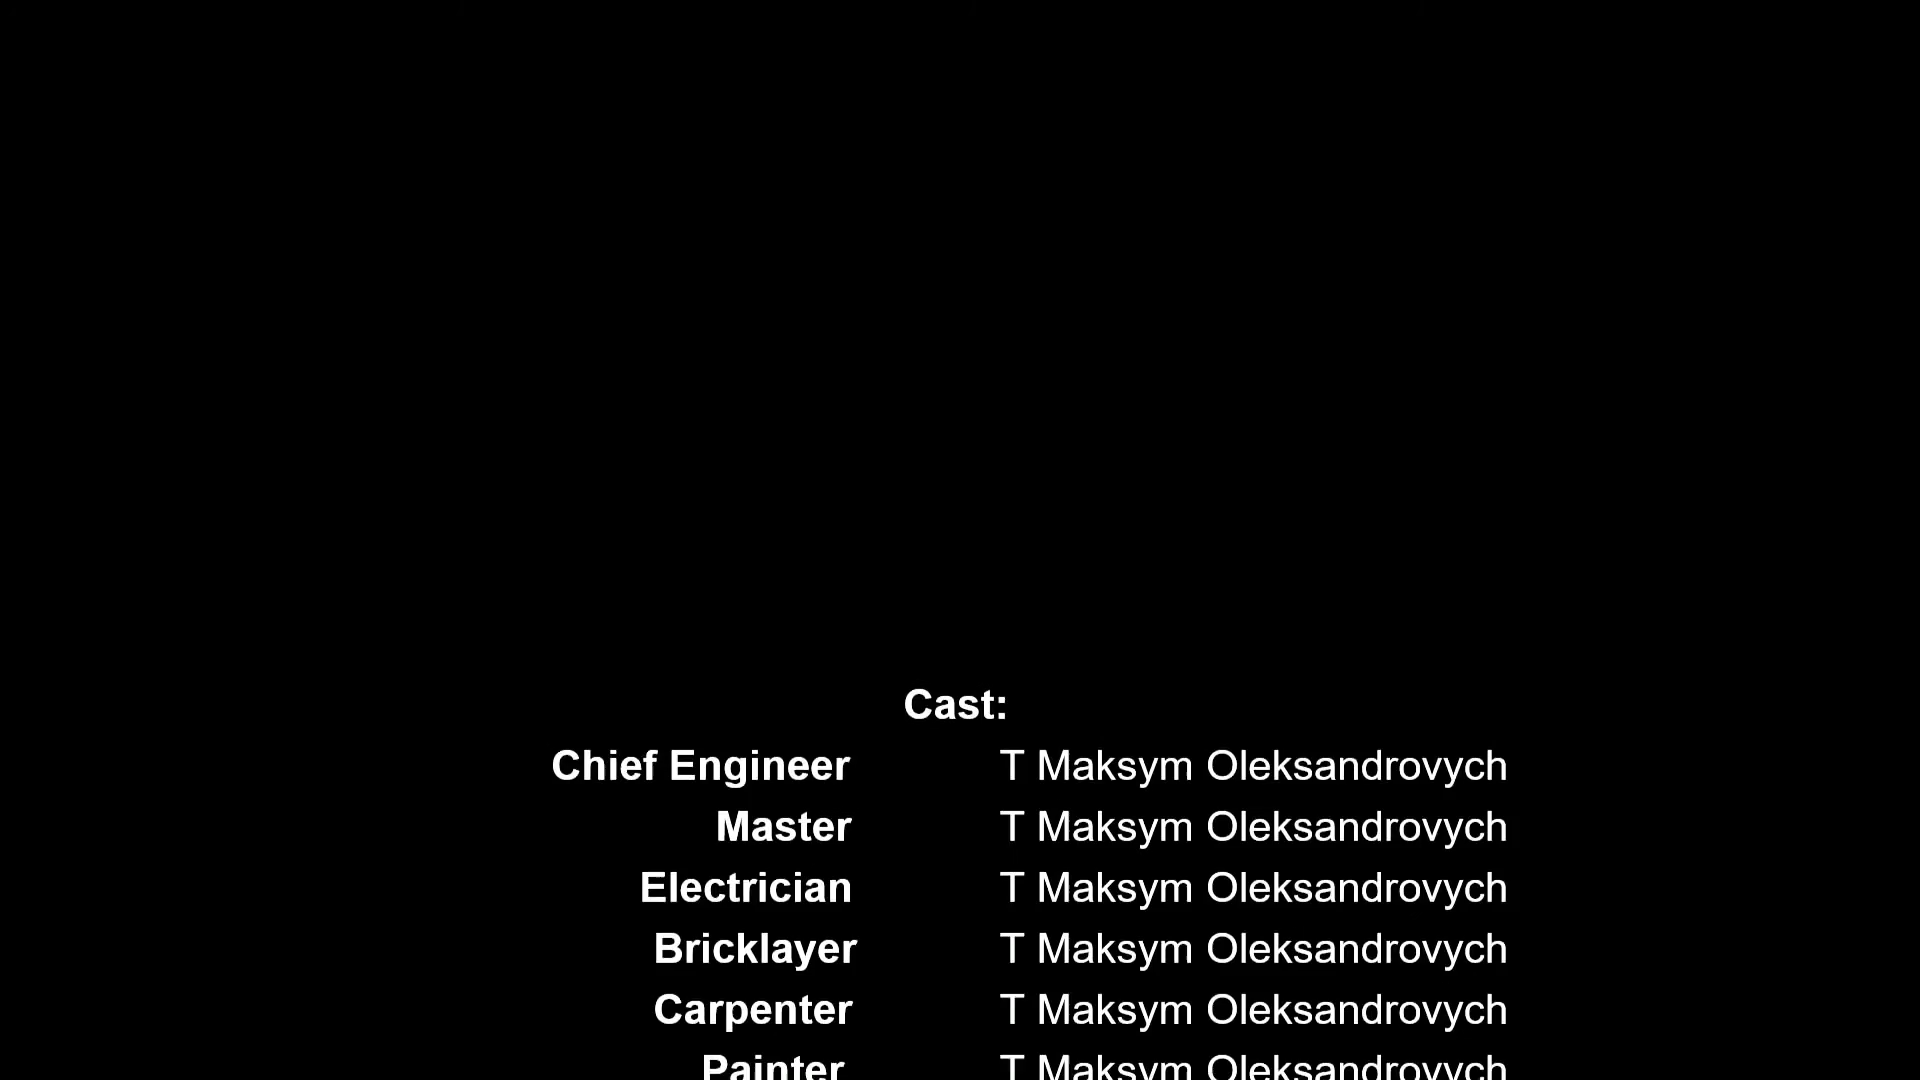 Cast:
Chief Engineer T Maksym Oleksandrovych
Master T Maksym Oleksandrovych
Electrician T Maksym Oleksandrovych
Bricklayer T Maksym Oleksandrovych
Carpenter T Maksym Oleksandrovych
Painter T Maksym Oleksandrovych